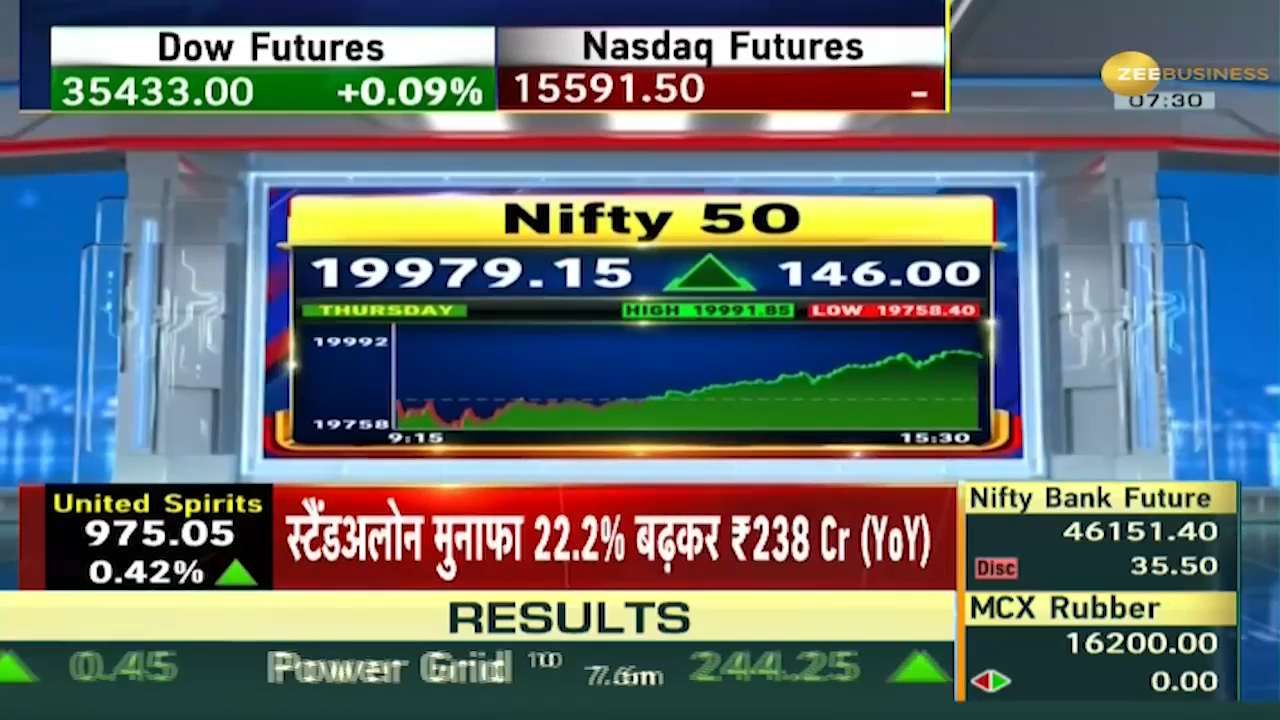 Dow Futures
35433.00 +0.09%
Nasdaq Futures
15591.50 -
ZEEBUSINESS
07:30
Nifty 50
19979.15 146.00
THURSDAY HIGH 19991.85 LOW 19758.40
19992
19758
9:15 15:30
United Spirits
975.05
0.42%
स्टैंडअलोन मुनाफा 22.2% बढ़कर ₹238 Cr (YoY)
RESULTS
0.45 Power Grid 244.25
Nifty Bank Future
46151.40
Disc 35.50
MCX Rubber
16200.00
0.00